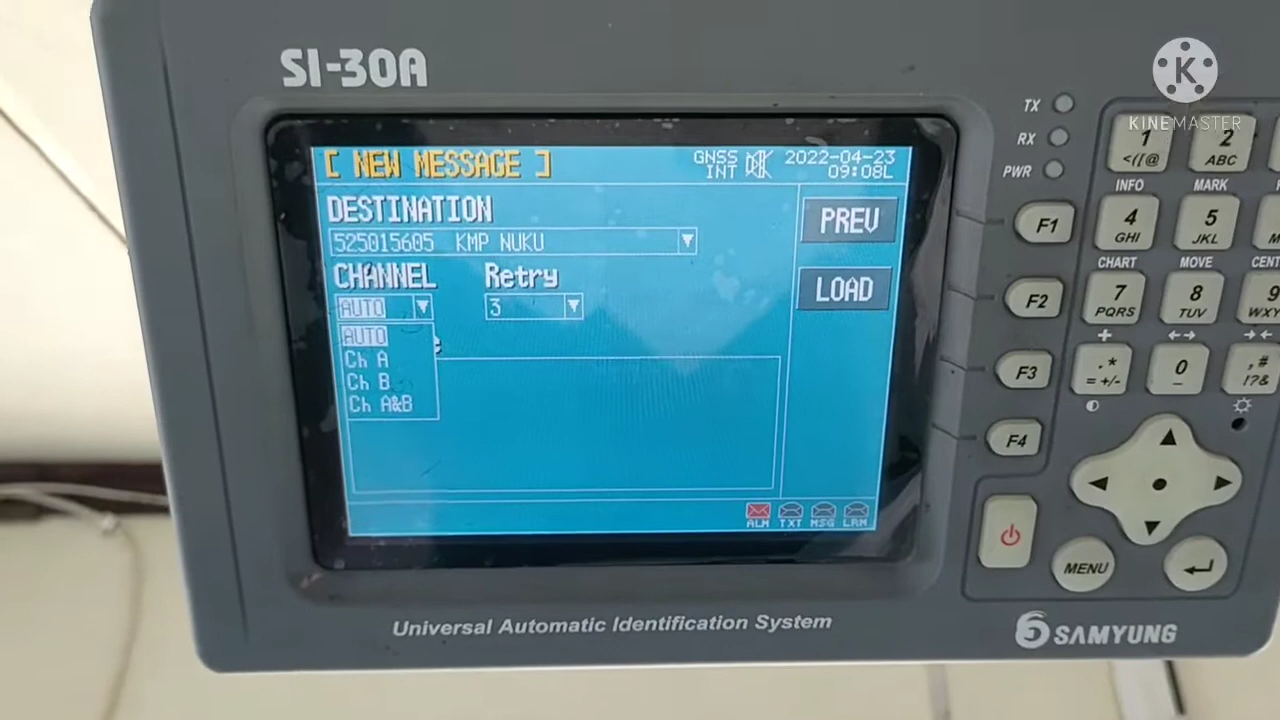 SI-30A
K
KINEMASTER
[ NEW MESSAGE ]
GNSS
INT
2022-04-23
09:08L
DESTINATION
525015605 KMP NUKU
CHANNEL
Retry
AUTO
3
AUTO
Ch A
Ch B
Ch A&B
PREV
LOAD
ALM TXT MSG LRM
TX
RX
PWR
1
<([@
2
ABC
INFO
MARK
F1
4
GHI
5
JKL
CHART
MOVE
CENT
F2
7
PQRS
8
TUV
9
WXY
F3
.*
= +/-
0
_
,#
!?&
F4
MENU
Universal Automatic Identification System
SAMYUNG